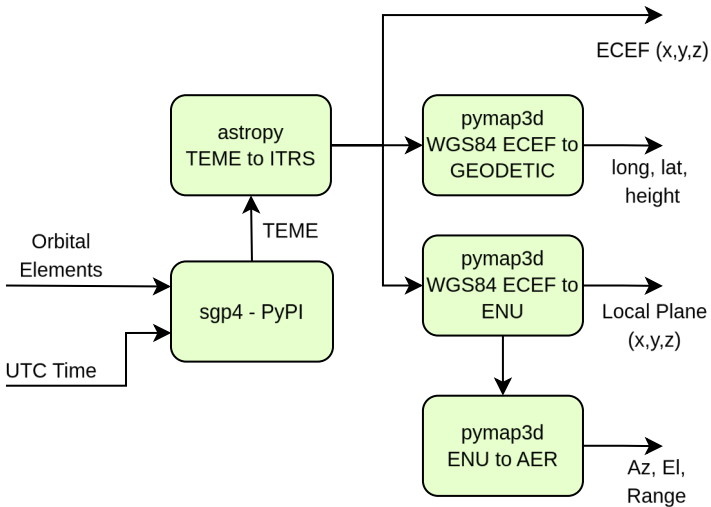 ECEF (x,y,z)
astropy
TEME to ITRS
pymap3d
WGS84 ECEF to
GEODETIC
long, lat,
height
TEME
Orbital
Elements
sgp4 - PyPI
UTC Time
pymap3d
WGS84 ECEF to
ENU
Local Plane
(x,y,z)
pymap3d
ENU to AER
Az, El,
Range